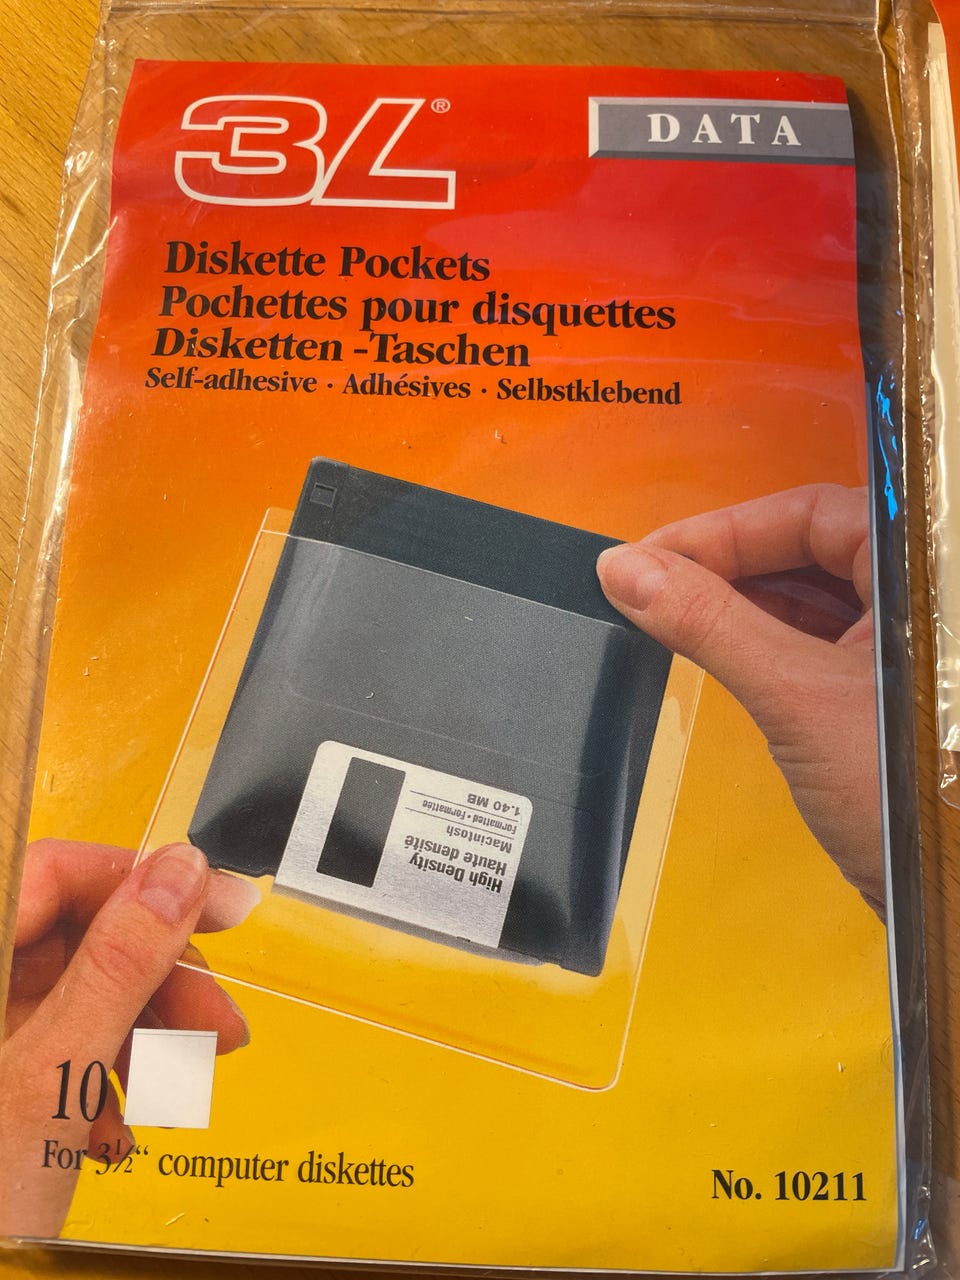 3L®
DATA
Diskette Pockets
Pochettes pour disquettes
Disketten-Taschen
Self-adhesive · Adhésives · Selbstklebend
High Density
Haute densité
Macintosh
Formatted • Formattée
1.40 MB
10
For 3½“ computer diskettes
No. 10211